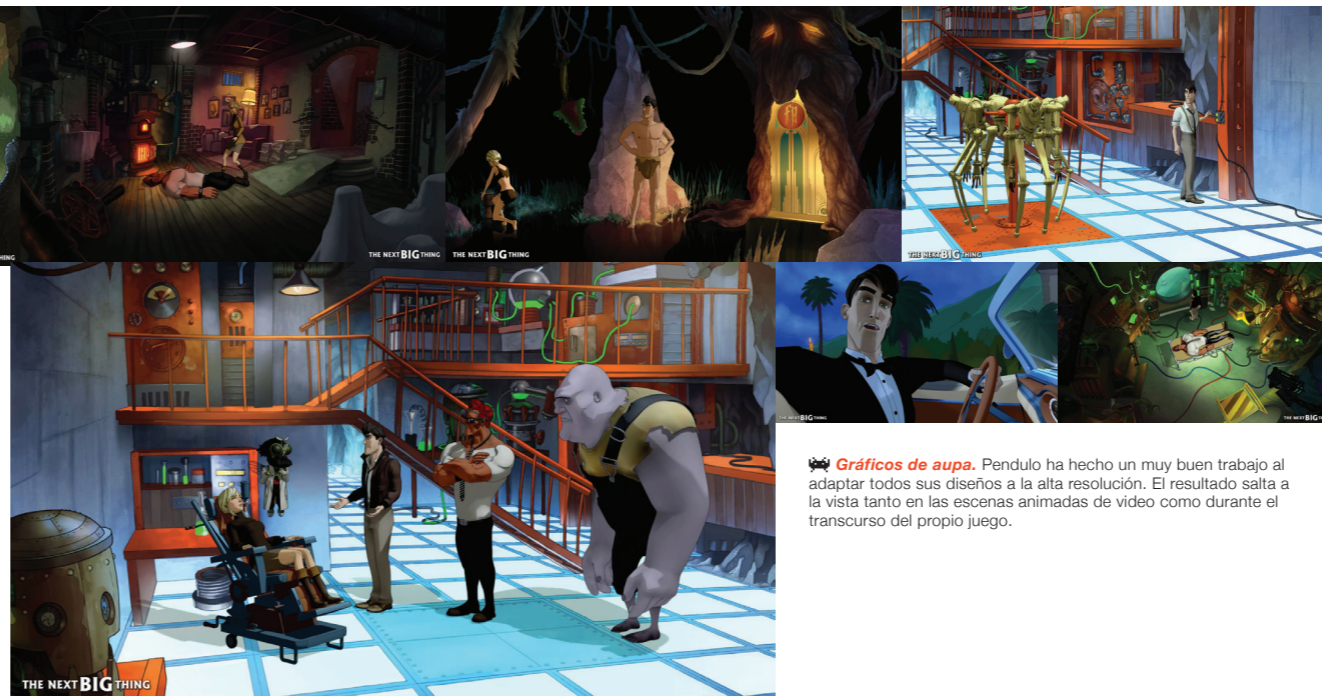 HING
THE NEXT BIG THING
THE NEXT BIG THING
THE NEXT BIG THING
THE NEXT BIG THING
THE NEXT BIG T
Gráficos de aupa. Pendulo ha hecho un muy buen trabajo al
adaptar todos sus diseños a la alta resolución. El resultado salta a
la vista tanto en las escenas animadas de video como durante el
transcurso del propio juego.
THE NEXT BIG THING